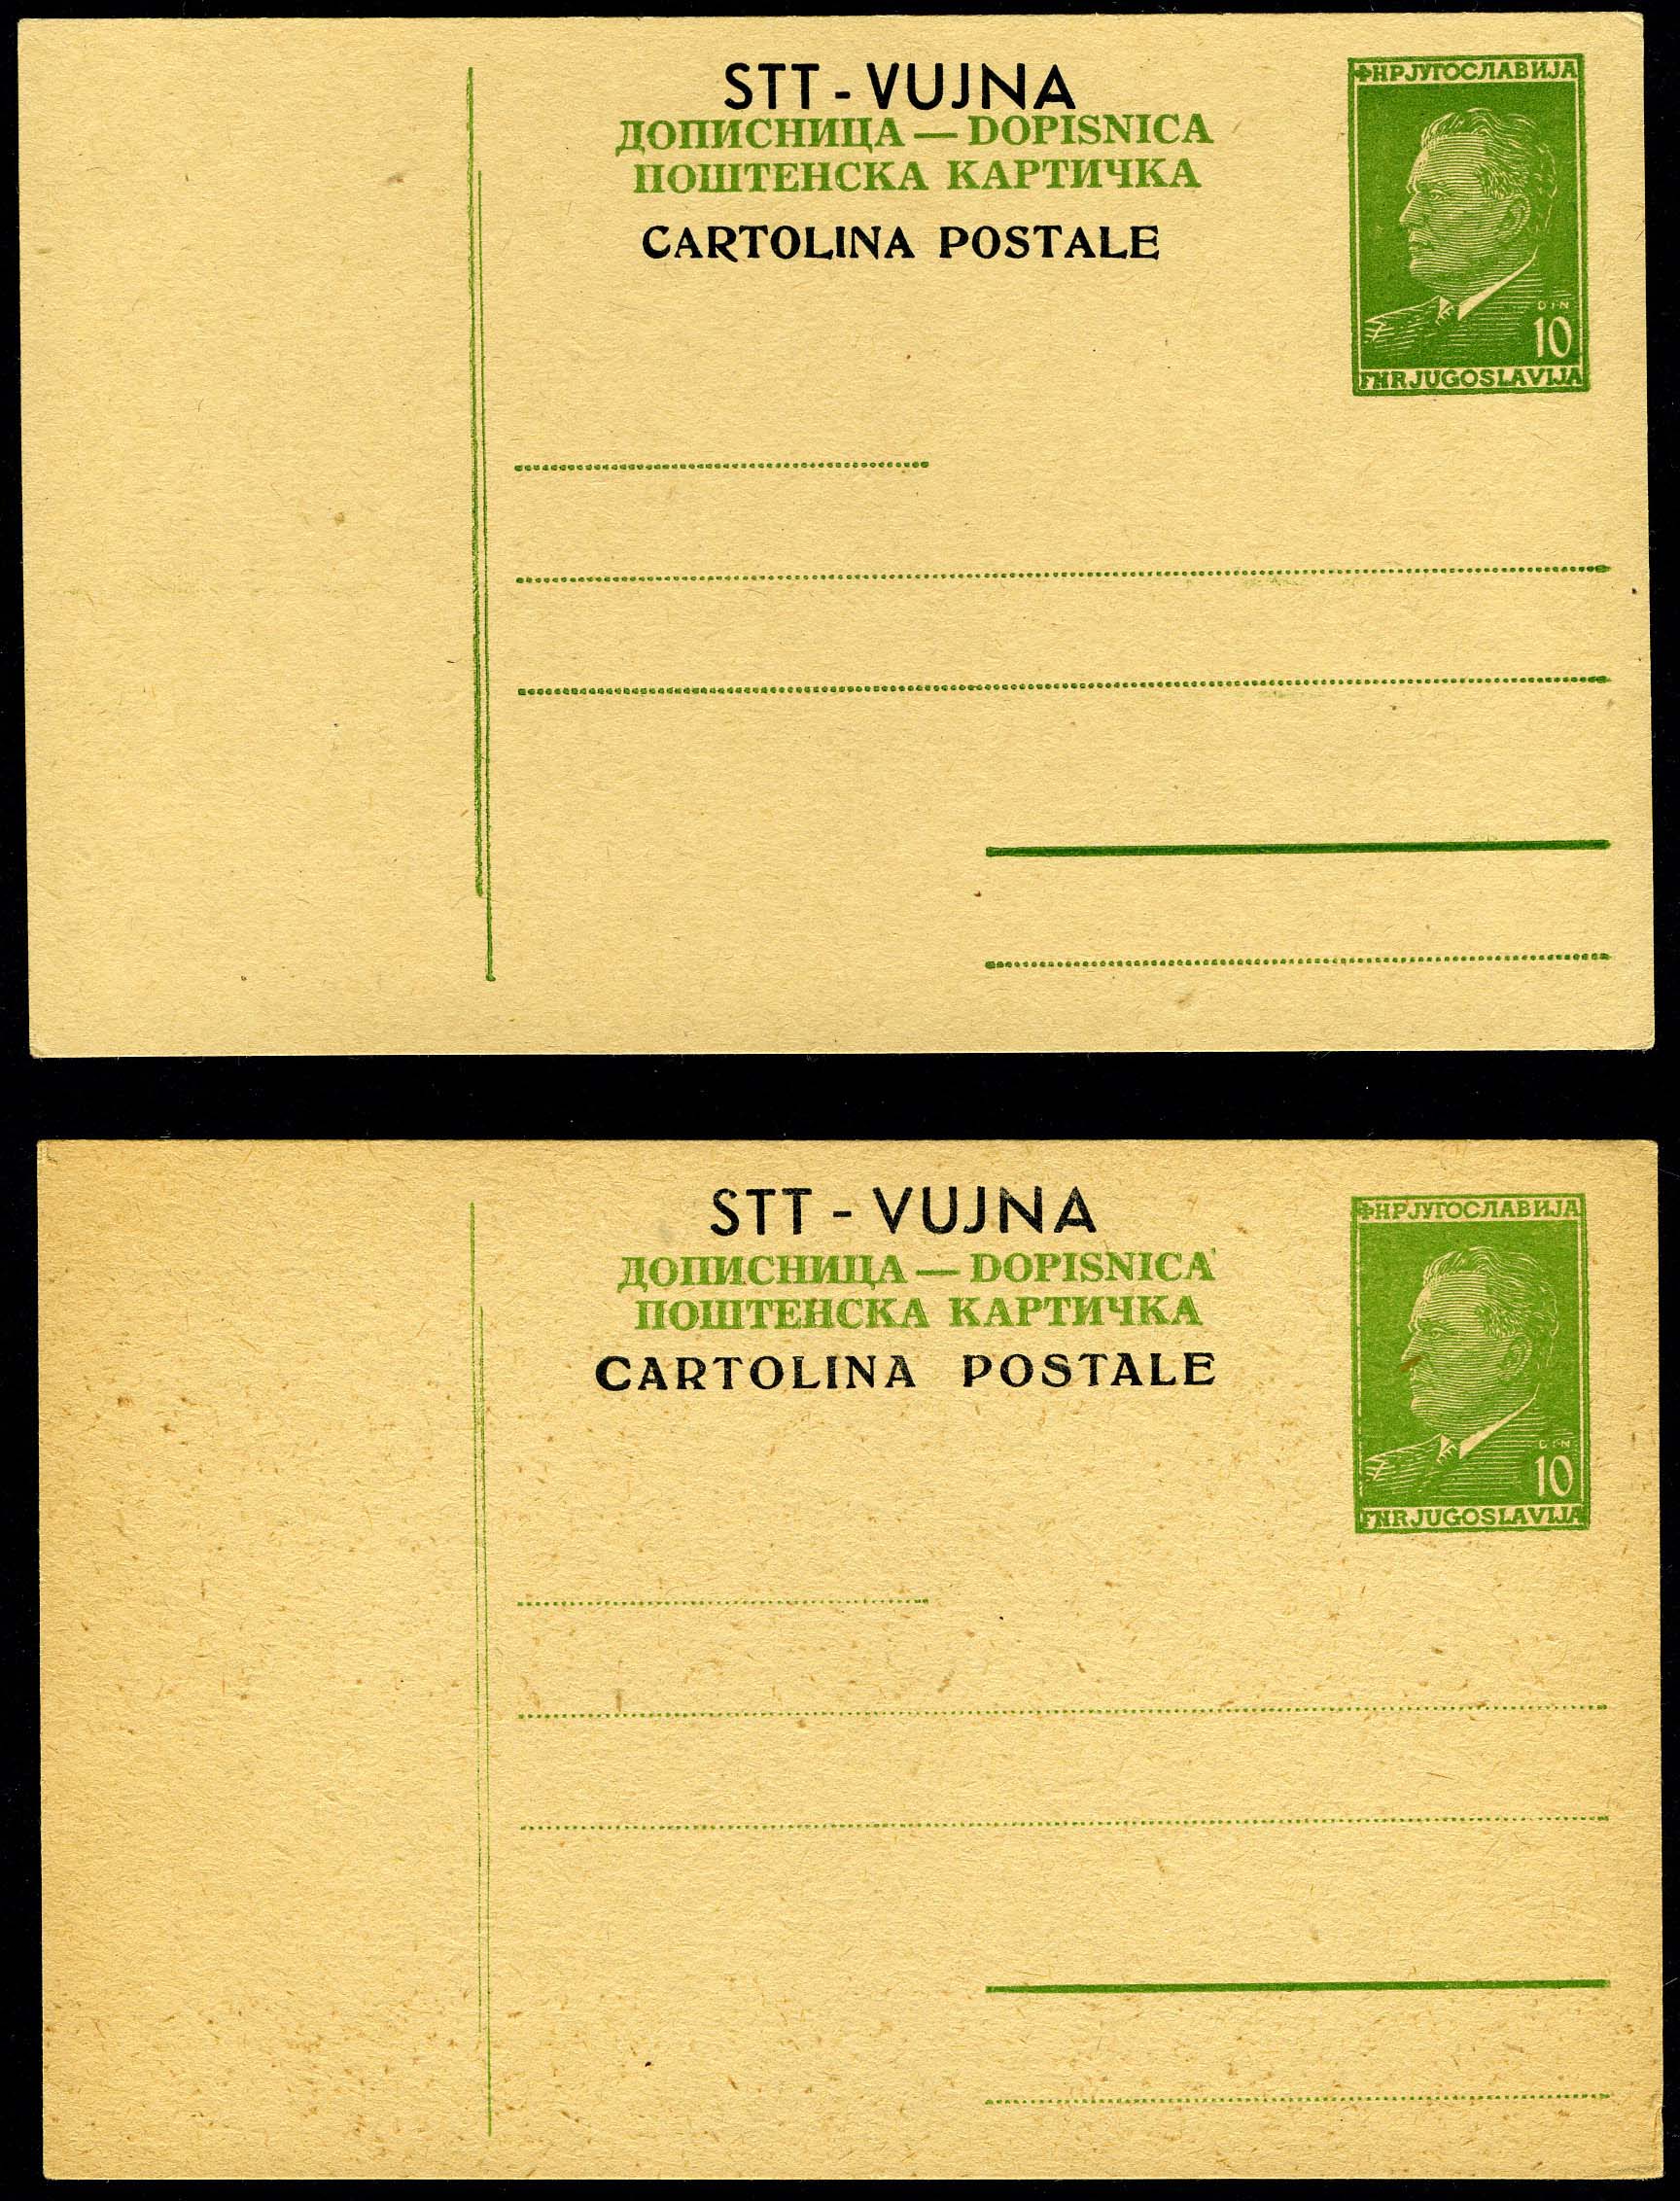 STT - VUJNA
ДОПИСНИЦА — DOPISNICA
ПОШТЕНСКА КАРТИЧКА
CARTOLINA POSTALE
ФНРЈУГОСЛАВИЈА
DIN
10
FNRJUGOSLAVIJA
STT - VUJNA
ДОПИСНИЦА — DOPISNICA
ПОШТЕНСКА КАРТИЧКА
CARTOLINA POSTALE
ФНРЈУГОСЛАВИЈА
DIN
10
FNRJUGOSLAVIJA